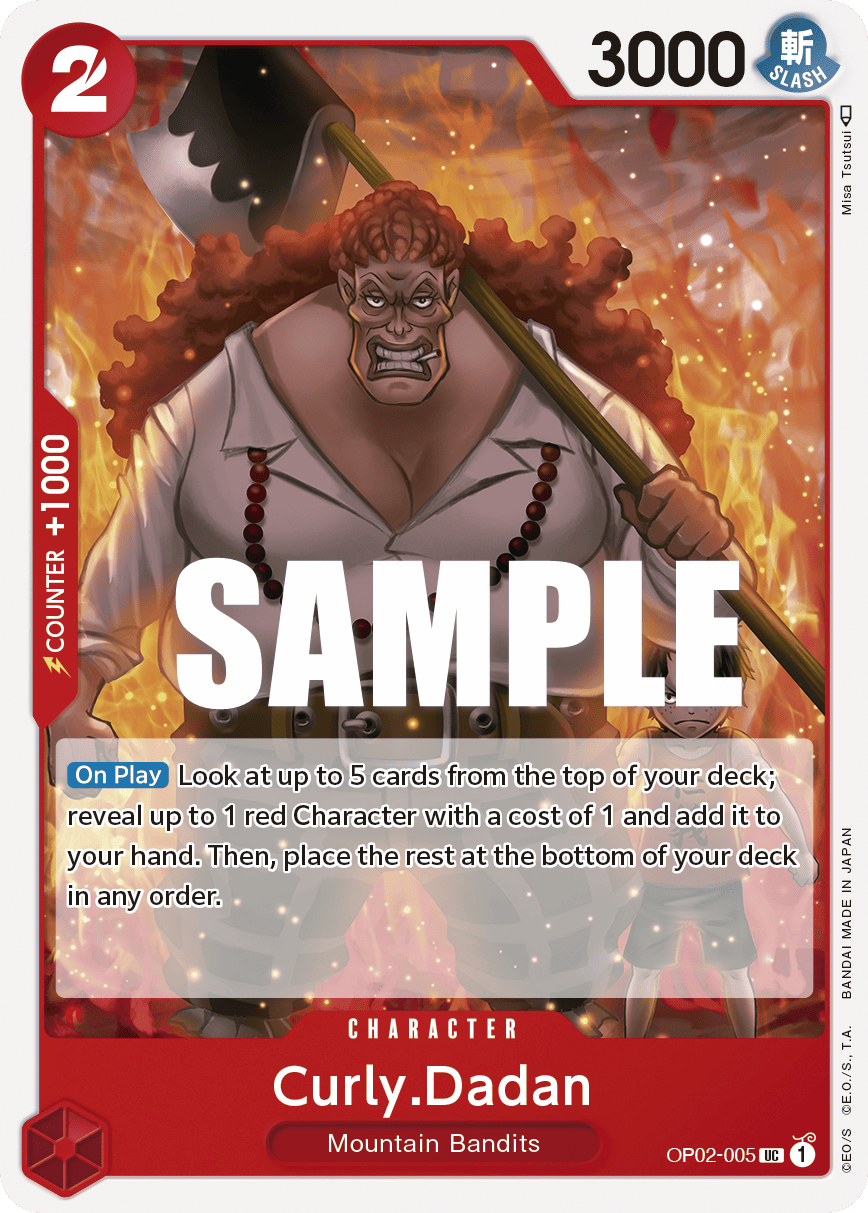 2
3000
斬
SLASH
Misa Tsutsui
COUNTER +1000
SAMPLE
On Play Look at up to 5 cards from the top of your deck;
reveal up to 1 red Character with a cost of 1 and add it to
your hand. Then, place the rest at the bottom of your deck
in any order.
CHARACTER
Curly.Dadan
Mountain Bandits
OP02-005 UC 1
©EO/S ©E.O./S., T.A. BANDAI MADE IN JAPAN